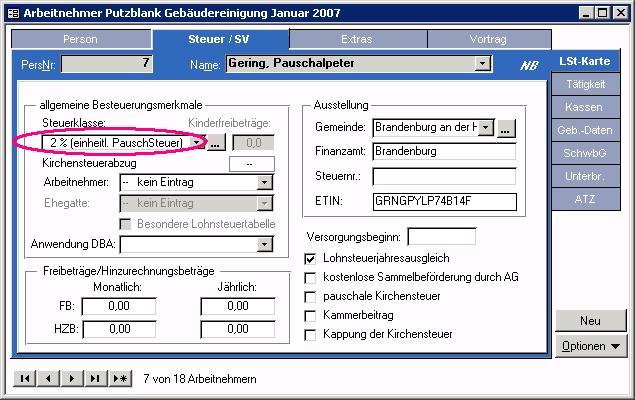 Arbeitnehmer Putzblank Gebäudereinigung Januar 2007
Person Steuer / SV Extras Vortrag
PersNr: 7 Name: Gering, Pauschalpeter NB
LSt-Karte
Tätigkeit
Kassen
Geb.-Daten
SchwbG
Unterbr.
ATZ
allgemeine Besteuerungsmerkmale
Steuerklasse: Kinderfreibeträge:
2 % (einheitl. PauschSteuer) ... 0,0
Kirchensteuerabzug --
Arbeitnehmer: -- kein Eintrag
Ehegatte: -- kein Eintrag
Besondere Lohnsteuertabelle
Anwendung DBA:
Freibeträge/Hinzurechnungsbeträge
Monatlich: Jährlich:
FB: 0,00 0,00
HZB: 0,00 0,00
Ausstellung
Gemeinde: Brandenburg an der H ...
Finanzamt: Brandenburg
Steuernr.:
ETIN: GRNGPYLP74B14F
Versorgungsbeginn:
Lohnsteuerjahresausgleich
kostenlose Sammelbeförderung durch AG
pauschale Kirchensteuer
Kammerbeitrag
Kappung der Kirchensteuer
Neu
Optionen
7 von 18 Arbeitnehmern